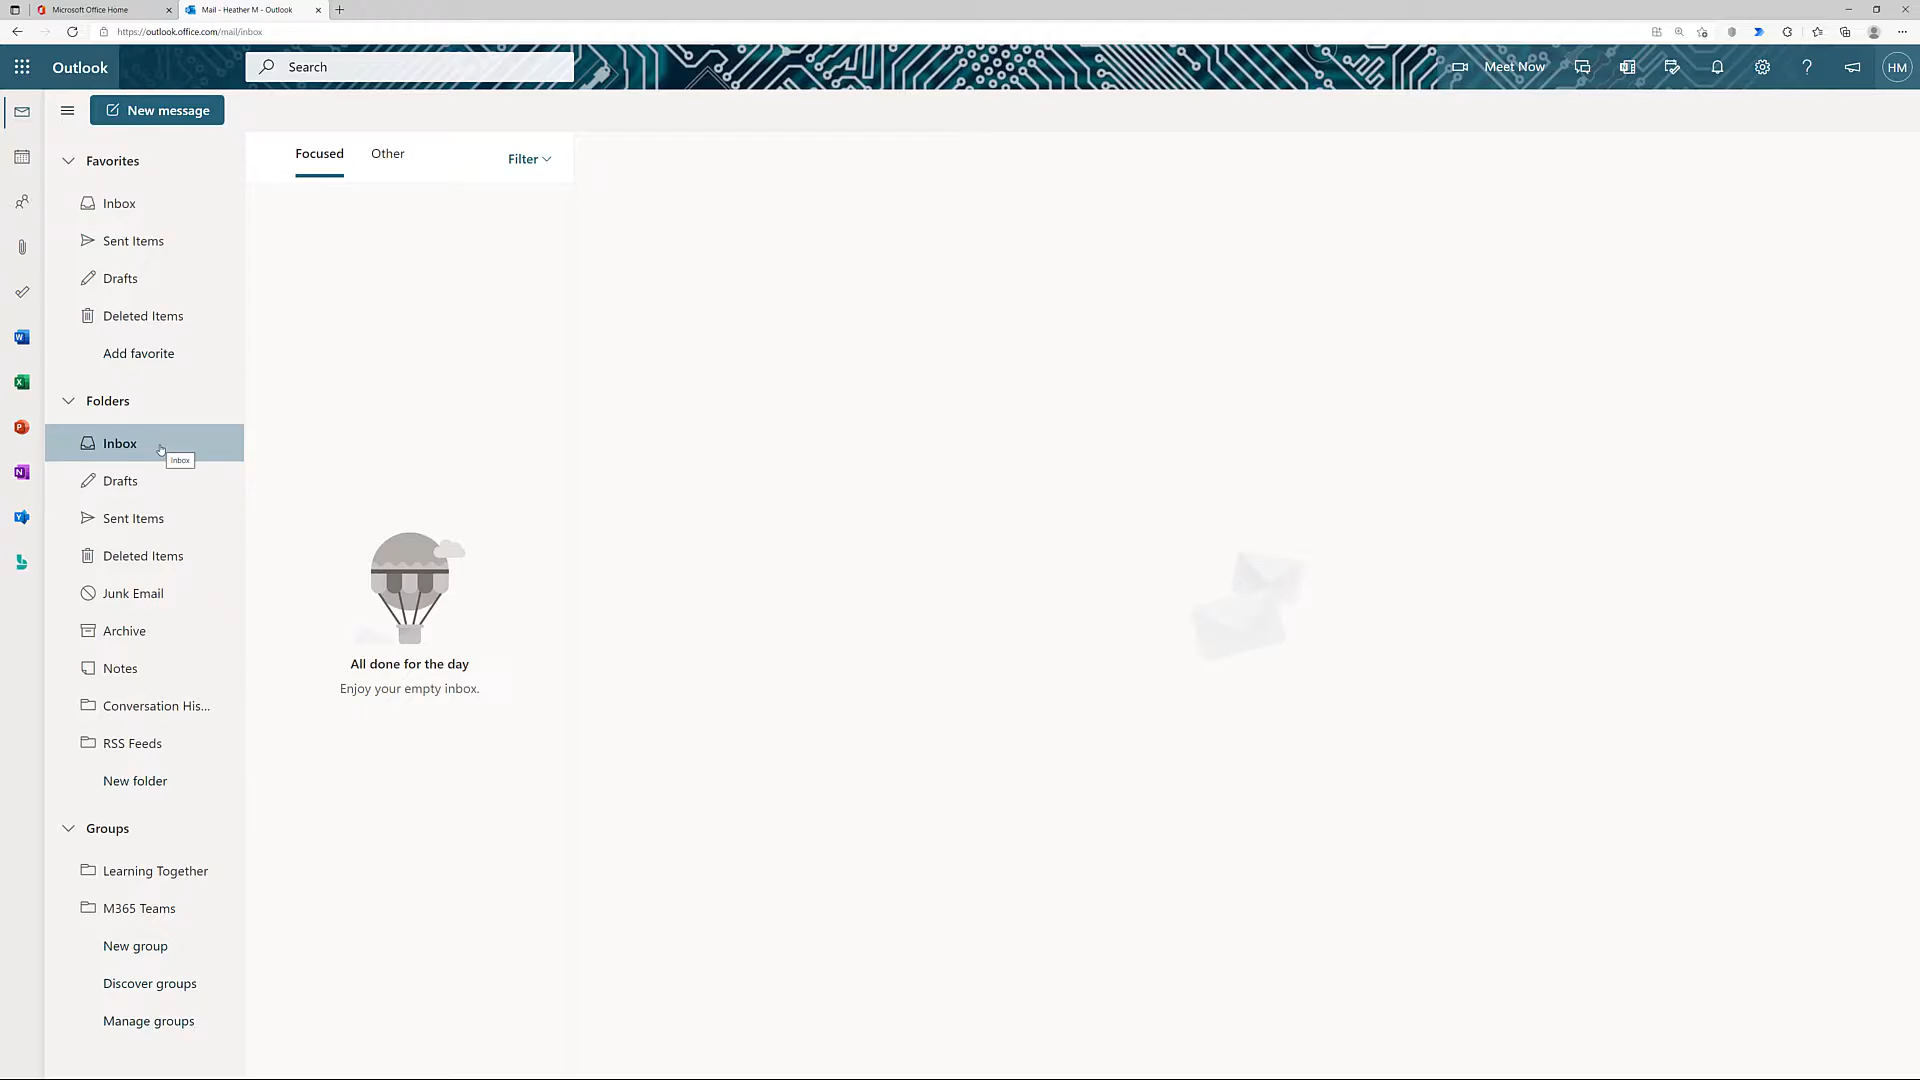 Microsoft Office Home
Mail - Heather M - Outlook
https://outlook.office.com/mail/inbox
Outlook
Search
Meet Now
HM
New message
Favorites
Inbox
Sent Items
Drafts
Deleted Items
Add favorite
Folders
Inbox
Inbox
Drafts
Sent Items
Deleted Items
Junk Email
Archive
Notes
Conversation His...
RSS Feeds
New folder
Groups
Learning Together
M365 Teams
New group
Discover groups
Manage groups
Focused
Other
Filter
All done for the day
Enjoy your empty inbox.